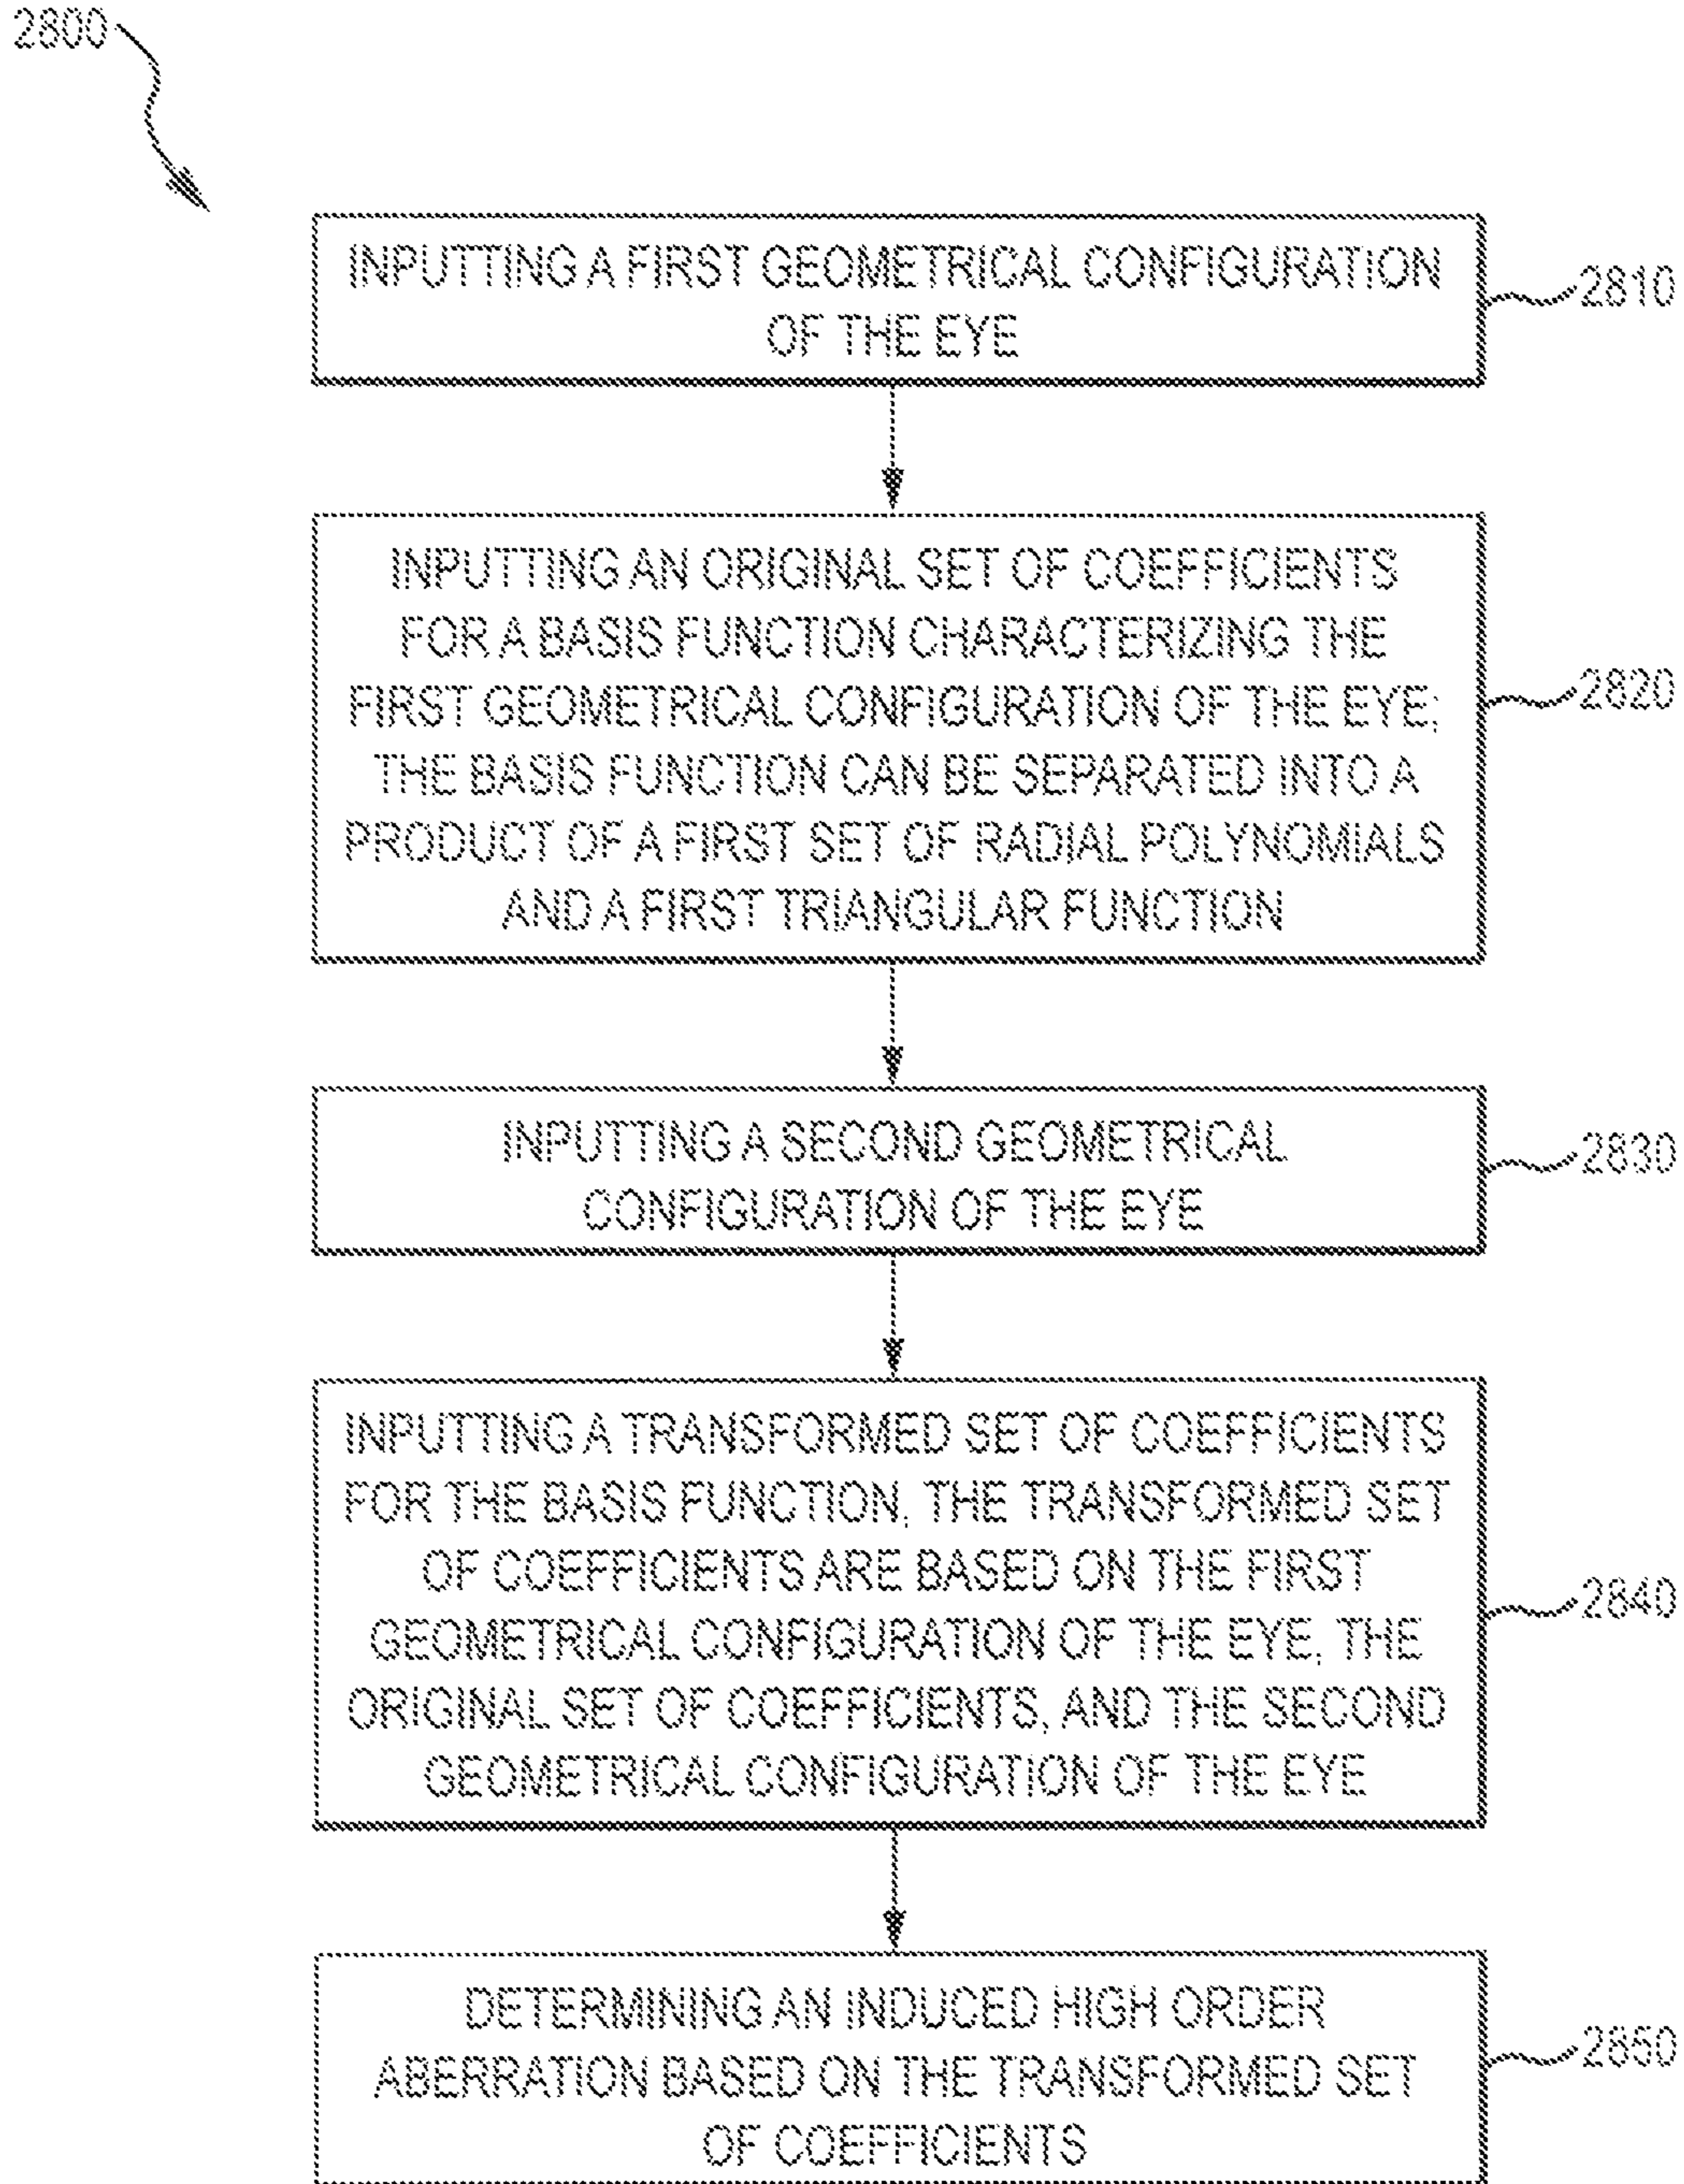 2800
INPUTTING A FIRST GEOMETRICAL CONFIGURATION
OF THE EYE
2810
INPUTTING AN ORIGINAL SET OF COEFFICIENTS
FOR A BASIS FUNCTION CHARACTERIZING THE
FIRST GEOMETRICAL CONFIGURATION OF THE EYE;
THE BASIS FUNCTION CAN BE SEPARATED INTO A
PRODUCT OF A FIRST SET OF RADIAL POLYNOMIALS
AND A FIRST TRIANGULAR FUNCTION
2820
INPUTTING A SECOND GEOMETRICAL
CONFIGURATION OF THE EYE
2830
INPUTTING A TRANSFORMED SET OF COEFFICIENTS
FOR THE BASIS FUNCTION, THE TRANSFORMED SET
OF COEFFICIENTS ARE BASED ON THE FIRST
GEOMETRICAL CONFIGURATION OF THE EYE, THE
ORIGINAL SET OF COEFFICIENTS, AND THE SECOND
GEOMETRICAL CONFIGURATION OF THE EYE
2840
DETERMINING AN INDUCED HIGH ORDER
ABERRATION BASED ON THE TRANSFORMED SET
OF COEFFICIENTS
2850